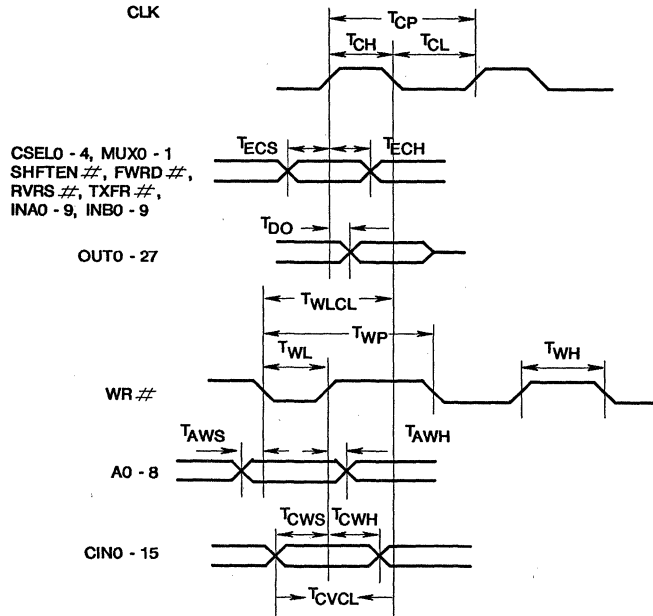 CLK
TCP
TCH
TCL
TECS
TECH
CSEL0 - 4, MUX0 - 1
SHFTEN #, FWRD #,
RVRS #, TXFR #,
INA0 - 9, INB0 - 9
TDO
OUT0 - 27
TWLCL
TWP
TWL
TWH
WR #
TAWS
TAWH
A0 - 8
TCWS
TCWH
CIN0 - 15
TCVCL